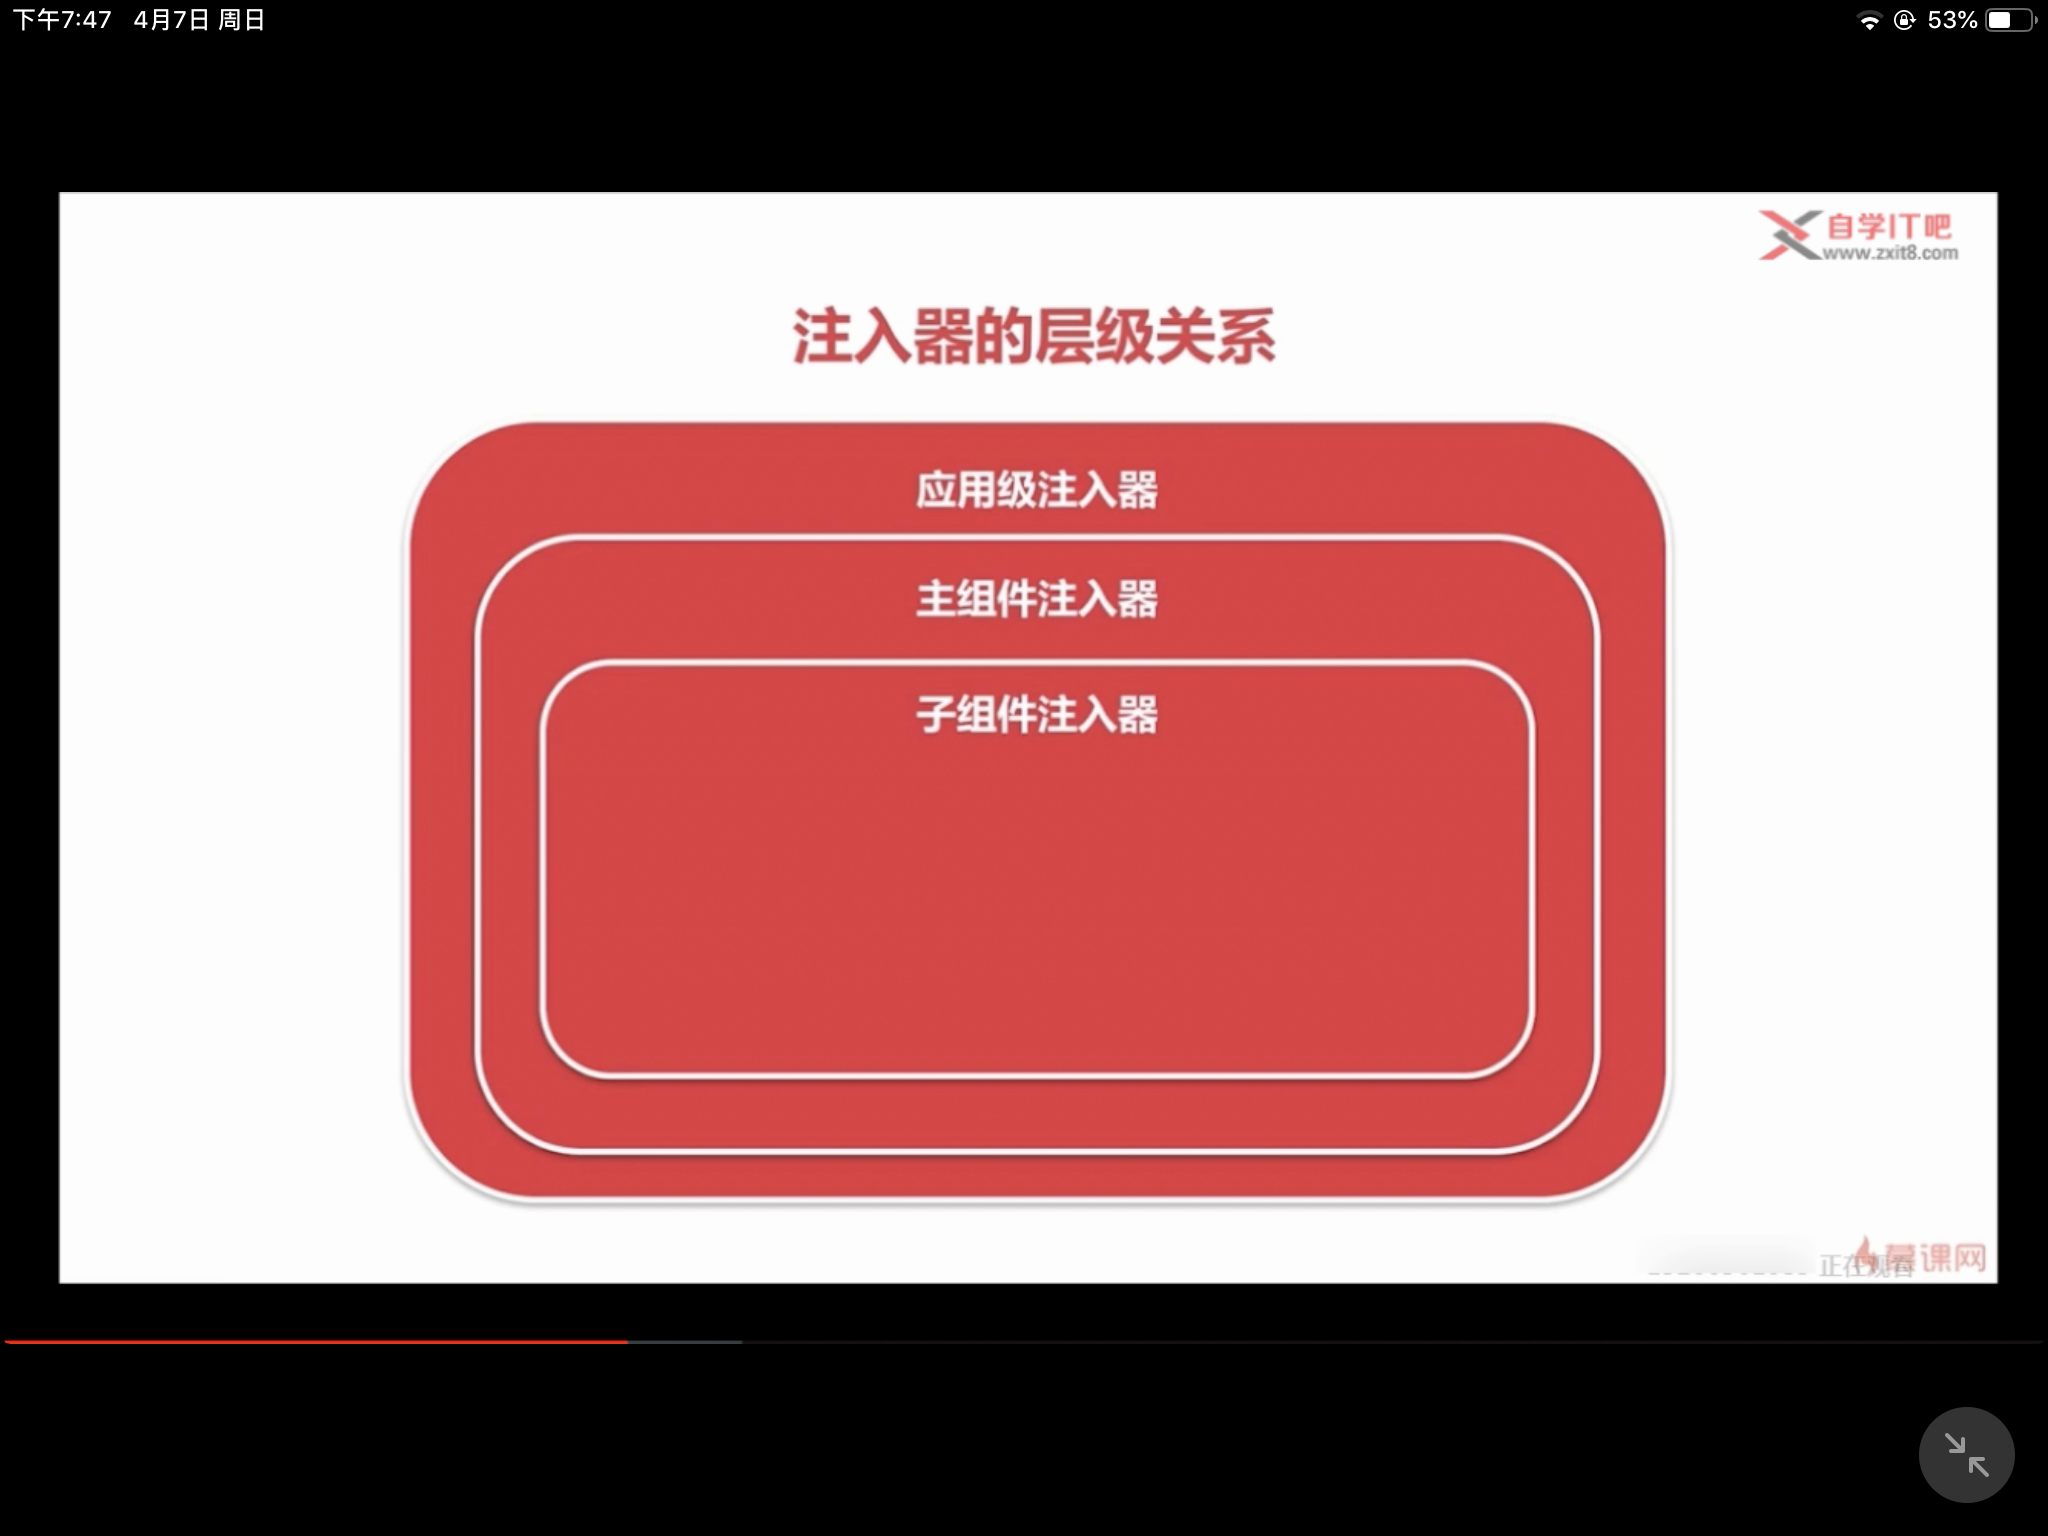 下午7:47 4月7日 周日
53%
自学IT吧
www.zxit8.com
注入器的层级关系
应用级注入器
主组件注入器
子组件注入器
正在观看
慕课网